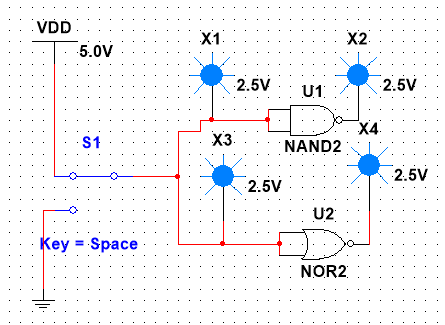 VDD
5.0V
X1
2.5V
X2
2.5V
U1
NAND2
S1
X3
2.5V
X4
2.5V
U2
NOR2
Key = Space